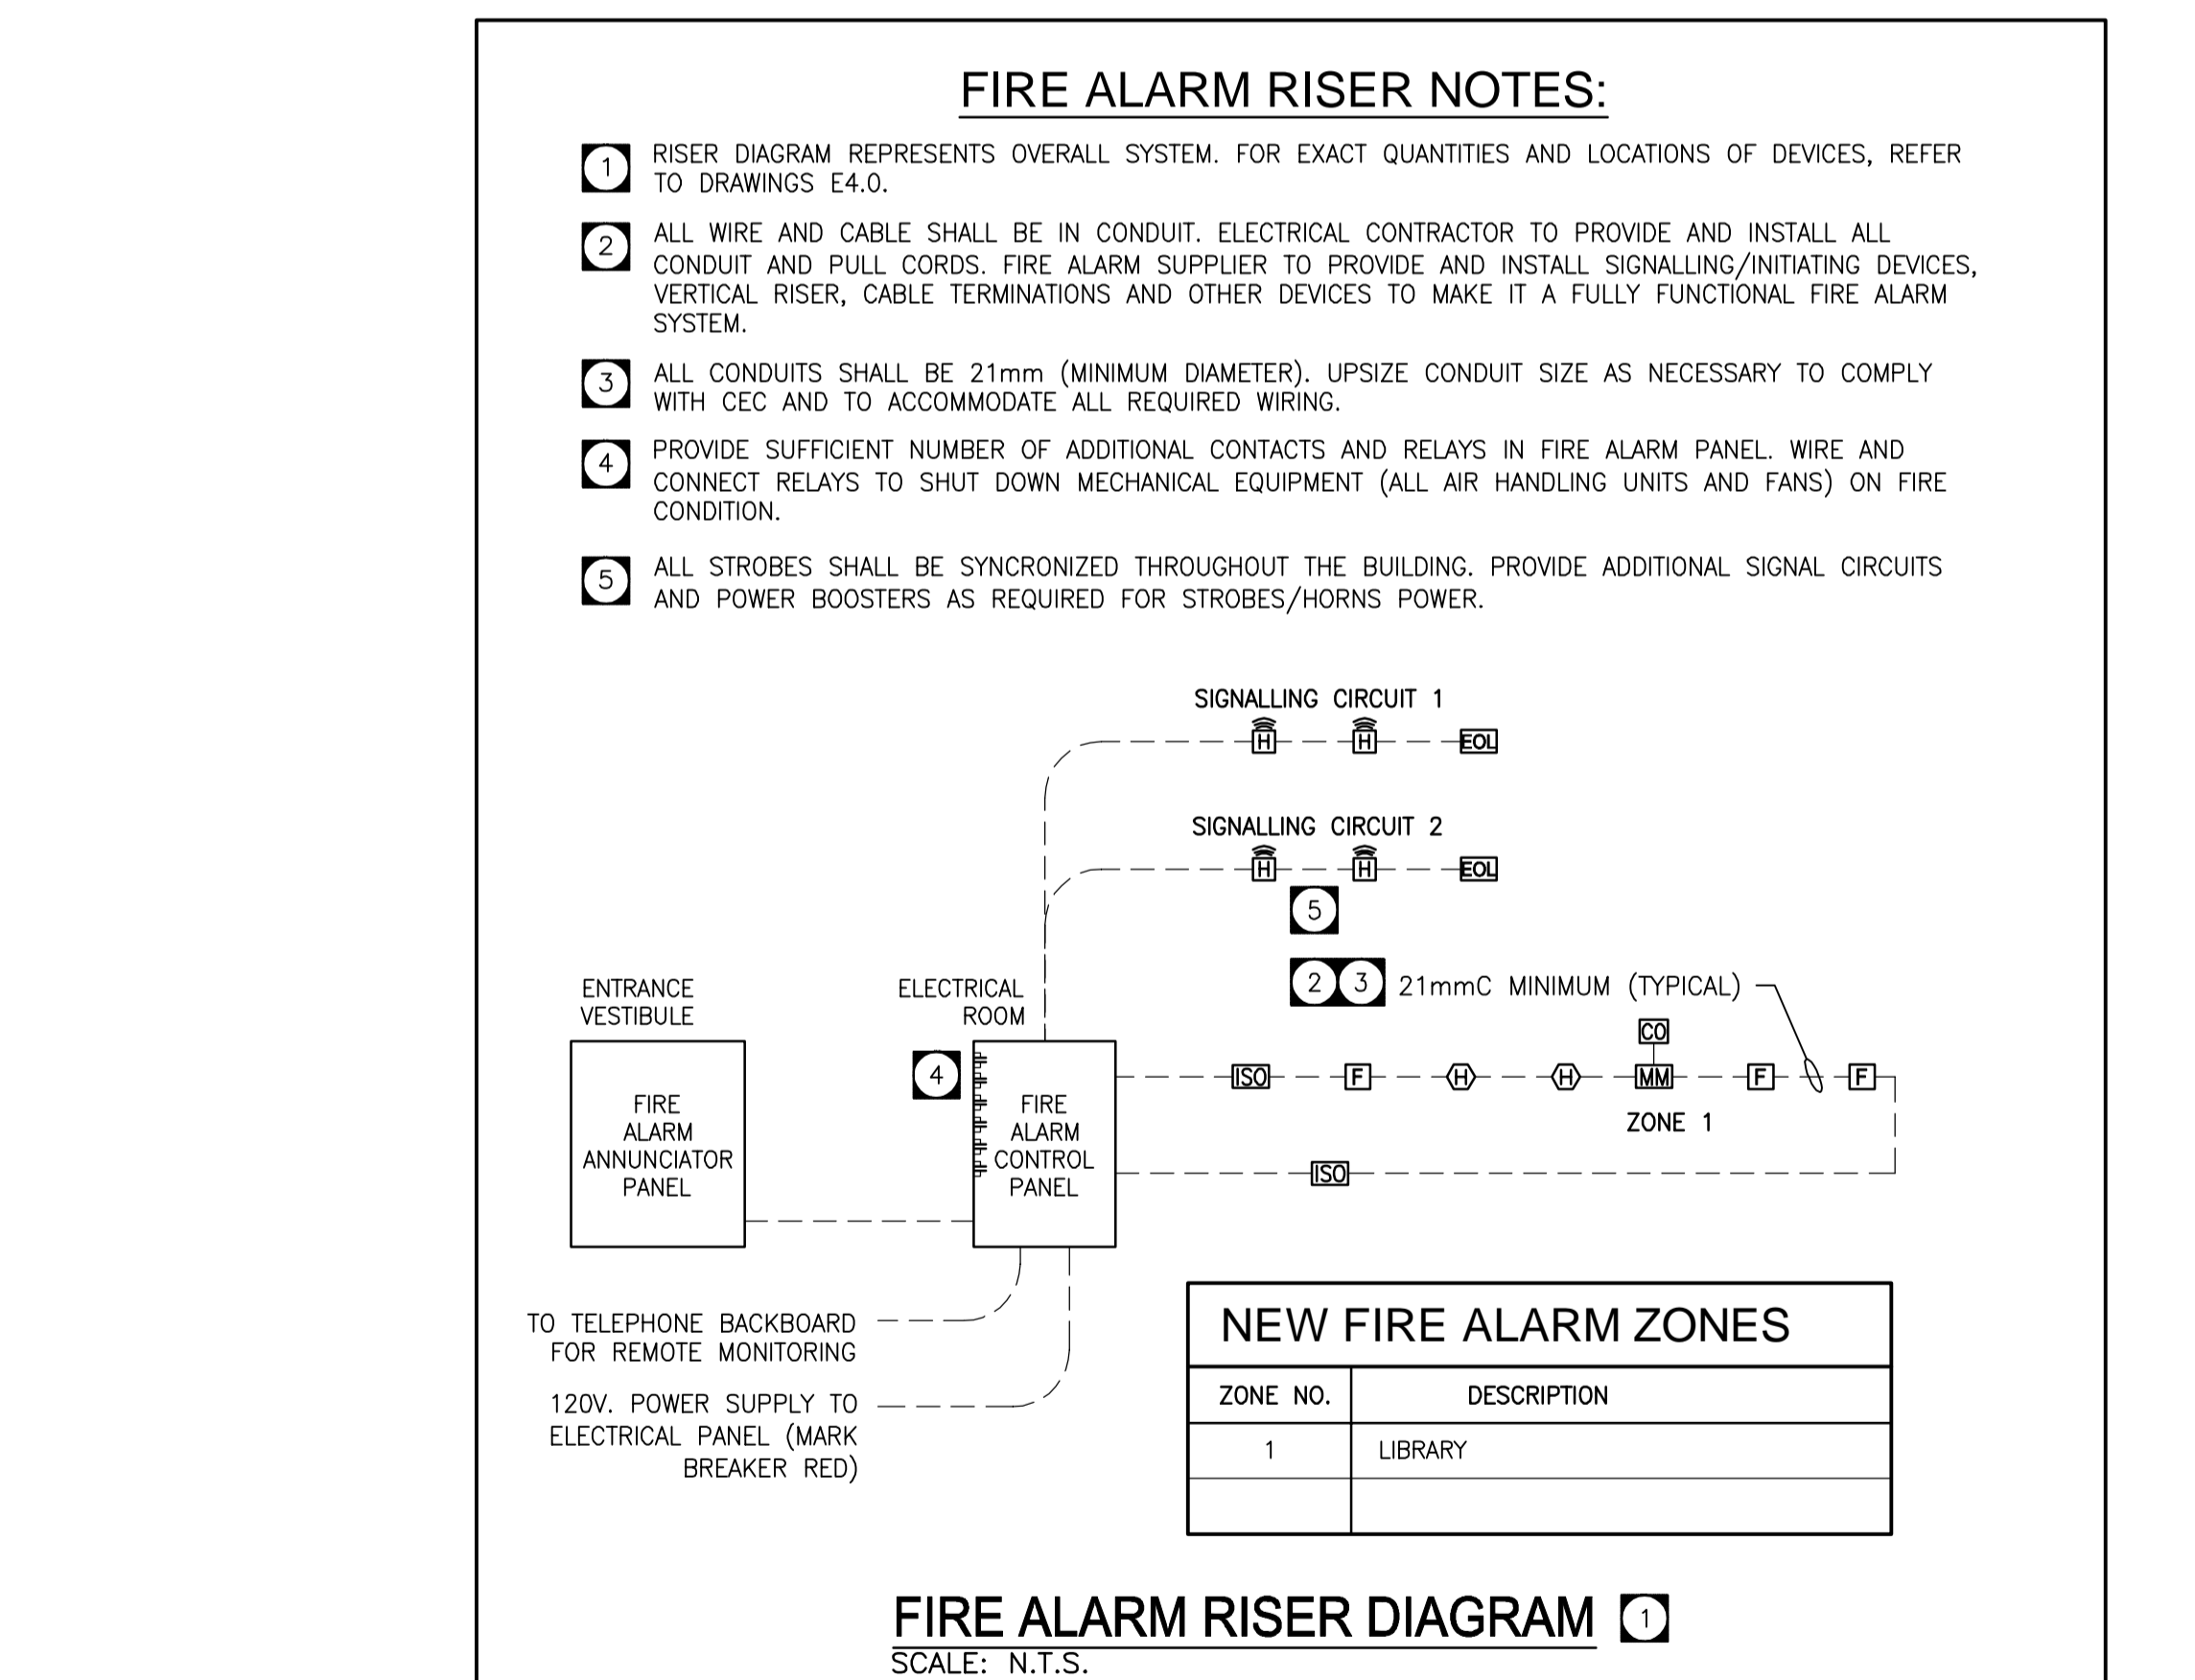 FIRE ALARM RISER NOTES:
1 RISER DIAGRAM REPRESENTS OVERALL SYSTEM. FOR EXACT QUANTITIES AND LOCATIONS OF DEVICES, REFER
TO DRAWINGS E4.0.
2 ALL WIRE AND CABLE SHALL BE IN CONDUIT. ELECTRICAL CONTRACTOR TO PROVIDE AND INSTALL ALL
CONDUIT AND PULL CORDS. FIRE ALARM SUPPLIER TO PROVIDE AND INSTALL SIGNALLING/INITIATING DEVICES,
VERTICAL RISER, CABLE TERMINATIONS AND OTHER DEVICES TO MAKE IT A FULLY FUNCTIONAL FIRE ALARM
SYSTEM.
3 ALL CONDUITS SHALL BE 21mm (MINIMUM DIAMETER). UPSIZE CONDUIT SIZE AS NECESSARY TO COMPLY
WITH CEC AND TO ACCOMMODATE ALL REQUIRED WIRING.
4 PROVIDE SUFFICIENT NUMBER OF ADDITIONAL CONTACTS AND RELAYS IN FIRE ALARM PANEL. WIRE AND
CONNECT RELAYS TO SHUT DOWN MECHANICAL EQUIPMENT (ALL AIR HANDLING UNITS AND FANS) ON FIRE
CONDITION.
5 ALL STROBES SHALL BE SYNCRONIZED THROUGHOUT THE BUILDING. PROVIDE ADDITIONAL SIGNAL CIRCUITS
AND POWER BOOSTERS AS REQUIRED FOR STROBES/HORNS POWER.
SIGNALLING CIRCUIT 1
H H EOL
SIGNALLING CIRCUIT 2
H H EOL
5
2 3 21mmC MINIMUM (TYPICAL)
ENTRANCE
VESTIBULE
ELECTRICAL
ROOM
4
FIRE
ALARM
ANNUNCIATOR
PANEL
FIRE
ALARM
CONTROL
PANEL
CO
ISO F H H MM F F
ZONE 1
ISO
TO TELEPHONE BACKBOARD
FOR REMOTE MONITORING
120V. POWER SUPPLY TO
ELECTRICAL PANEL (MARK
BREAKER RED)
NEW FIRE ALARM ZONES
ZONE NO. DESCRIPTION
1 LIBRARY
FIRE ALARM RISER DIAGRAM 1
SCALE: N.T.S.